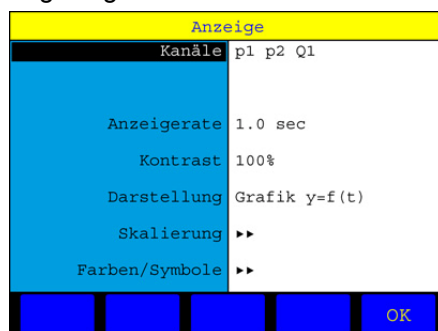 Anzeige
Kanäle p1 p2 Q1
Anzeigerate 1.0 sec
Kontrast 100%
Darstellung Grafik y=f(t)
Skalierung ▸▸
Farben/Symbole ▸▸
OK